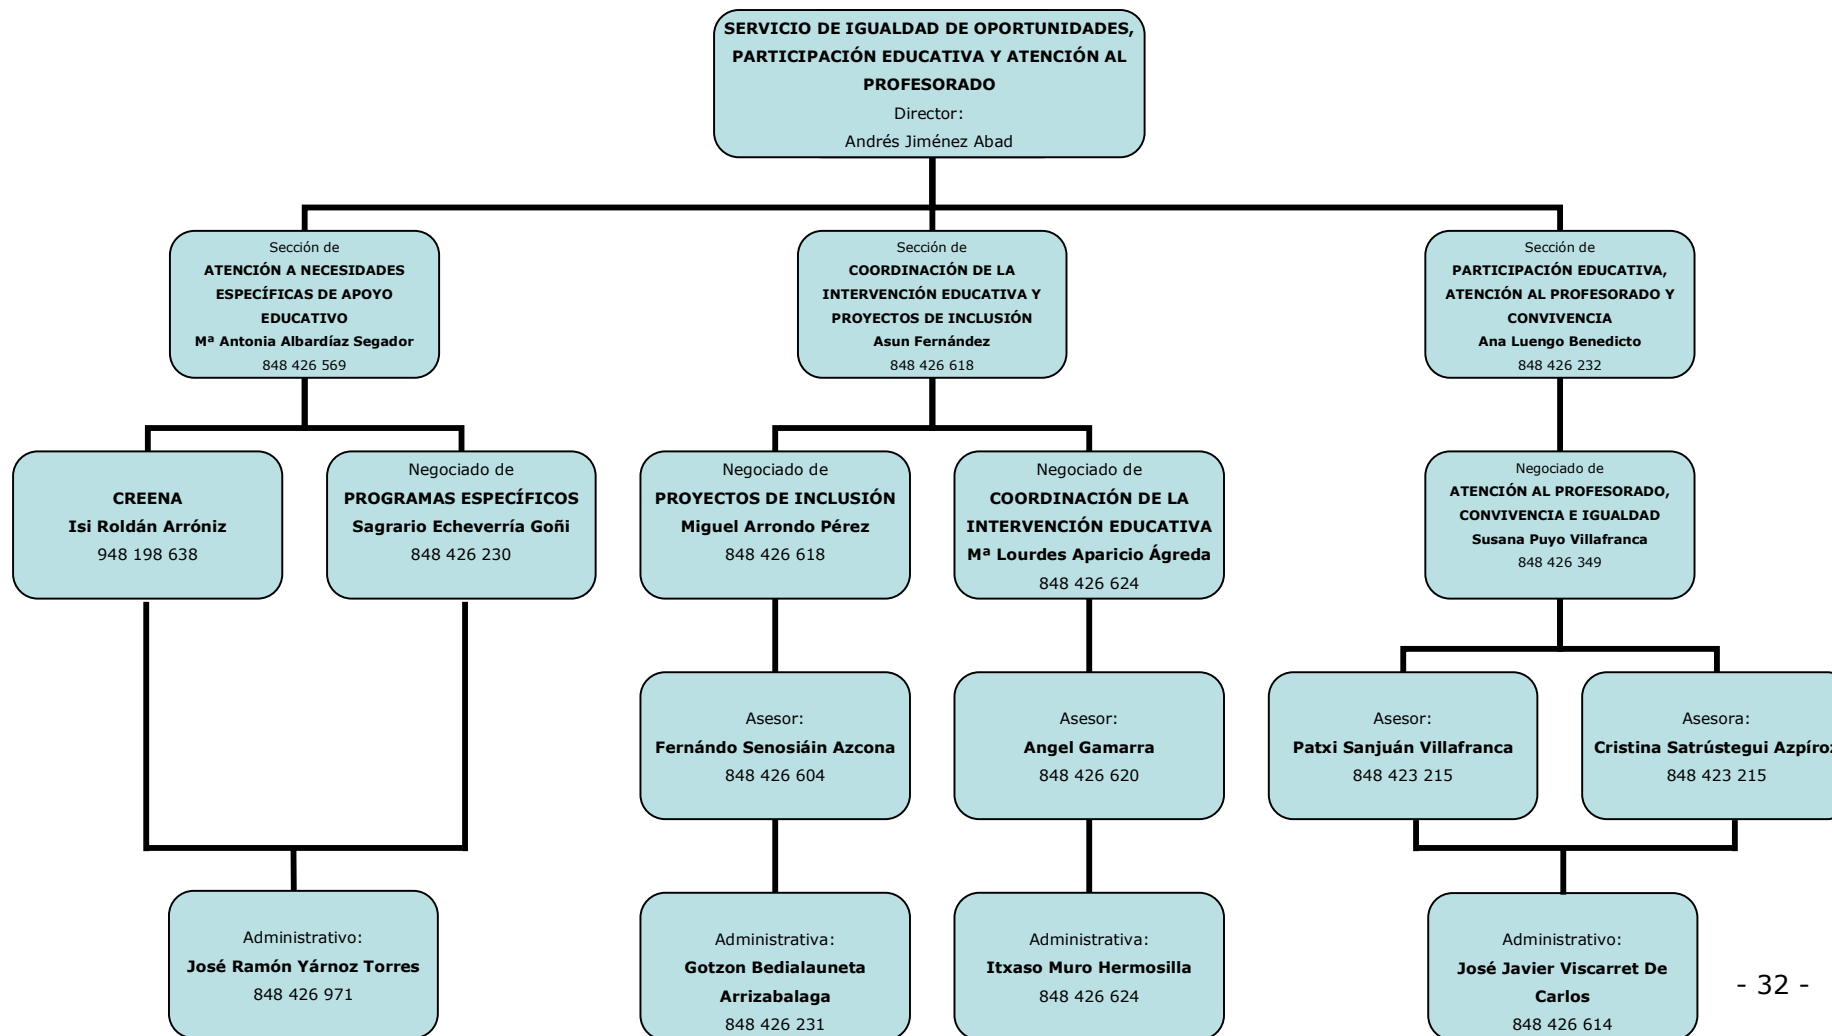 SERVICIO DE IGUALDAD DE OPORTUNIDADES,
PARTICIPACIÓN EDUCATIVA Y ATENCIÓN AL
PROFESORADO
Director:
Andrés Jiménez Abad
Sección de
ATENCIÓN A NECESIDADES
ESPECÍFICAS DE APOYO
EDUCATIVO
Mª Antonia Albardíaz Segador
848 426 569
Sección de
COORDINACIÓN DE LA
INTERVENCIÓN EDUCATIVA Y
PROYECTOS DE INCLUSIÓN
Asun Fernández
848 426 618
Sección de
PARTICIPACIÓN EDUCATIVA,
ATENCIÓN AL PROFESORADO Y
CONVIVENCIA
Ana Luengo Benedicto
848 426 232
CREENA
Isi Roldán Arróniz
948 198 638
Negociado de
PROGRAMAS ESPECÍFICOS
Sagrario Echeverría Goñi
848 426 230
Negociado de
PROYECTOS DE INCLUSIÓN
Miguel Arrondo Pérez
848 426 618
Negociado de
COORDINACIÓN DE LA
INTERVENCIÓN EDUCATIVA
Mª Lourdes Aparicio Ágreda
848 426 624
Negociado de
ATENCIÓN AL PROFESORADO,
CONVIVENCIA E IGUALDAD
Susana Puyo Villafranca
848 426 349
Asesor:
Fernándo Senosiáin Azcona
848 426 604
Asesor:
Angel Gamarra
848 426 620
Asesor:
Patxi Sanjuán Villafranca
848 423 215
Asesora:
Cristina Satrústegui Azpíroz
848 423 215
Administrativo:
José Ramón Yárnoz Torres
848 426 971
Administrativa:
Gotzon Bedialauneta
Arrizabalaga
848 426 231
Administrativa:
Itxaso Muro Hermosilla
848 426 624
Administrativo:
José Javier Viscarret De
Carlos
848 426 614
- 32 -